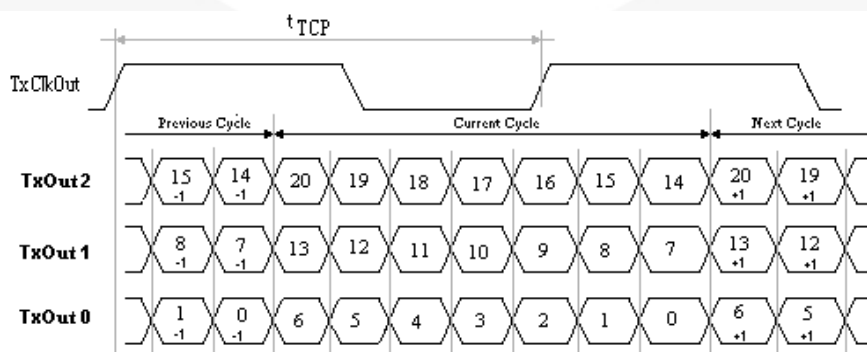 t TCP
TxClkOut
Previous Cycle Current Cycle Next Cycle
TxOut 2 15 -1 14 -1 20 19 18 17 16 15 14 20 +1 19 +1
TxOut 1 8 -1 7 -1 13 12 11 10 9 8 7 13 +1 12 +1
TxOut 0 1 -1 0 -1 6 5 4 3 2 1 0 6 +1 5 +1